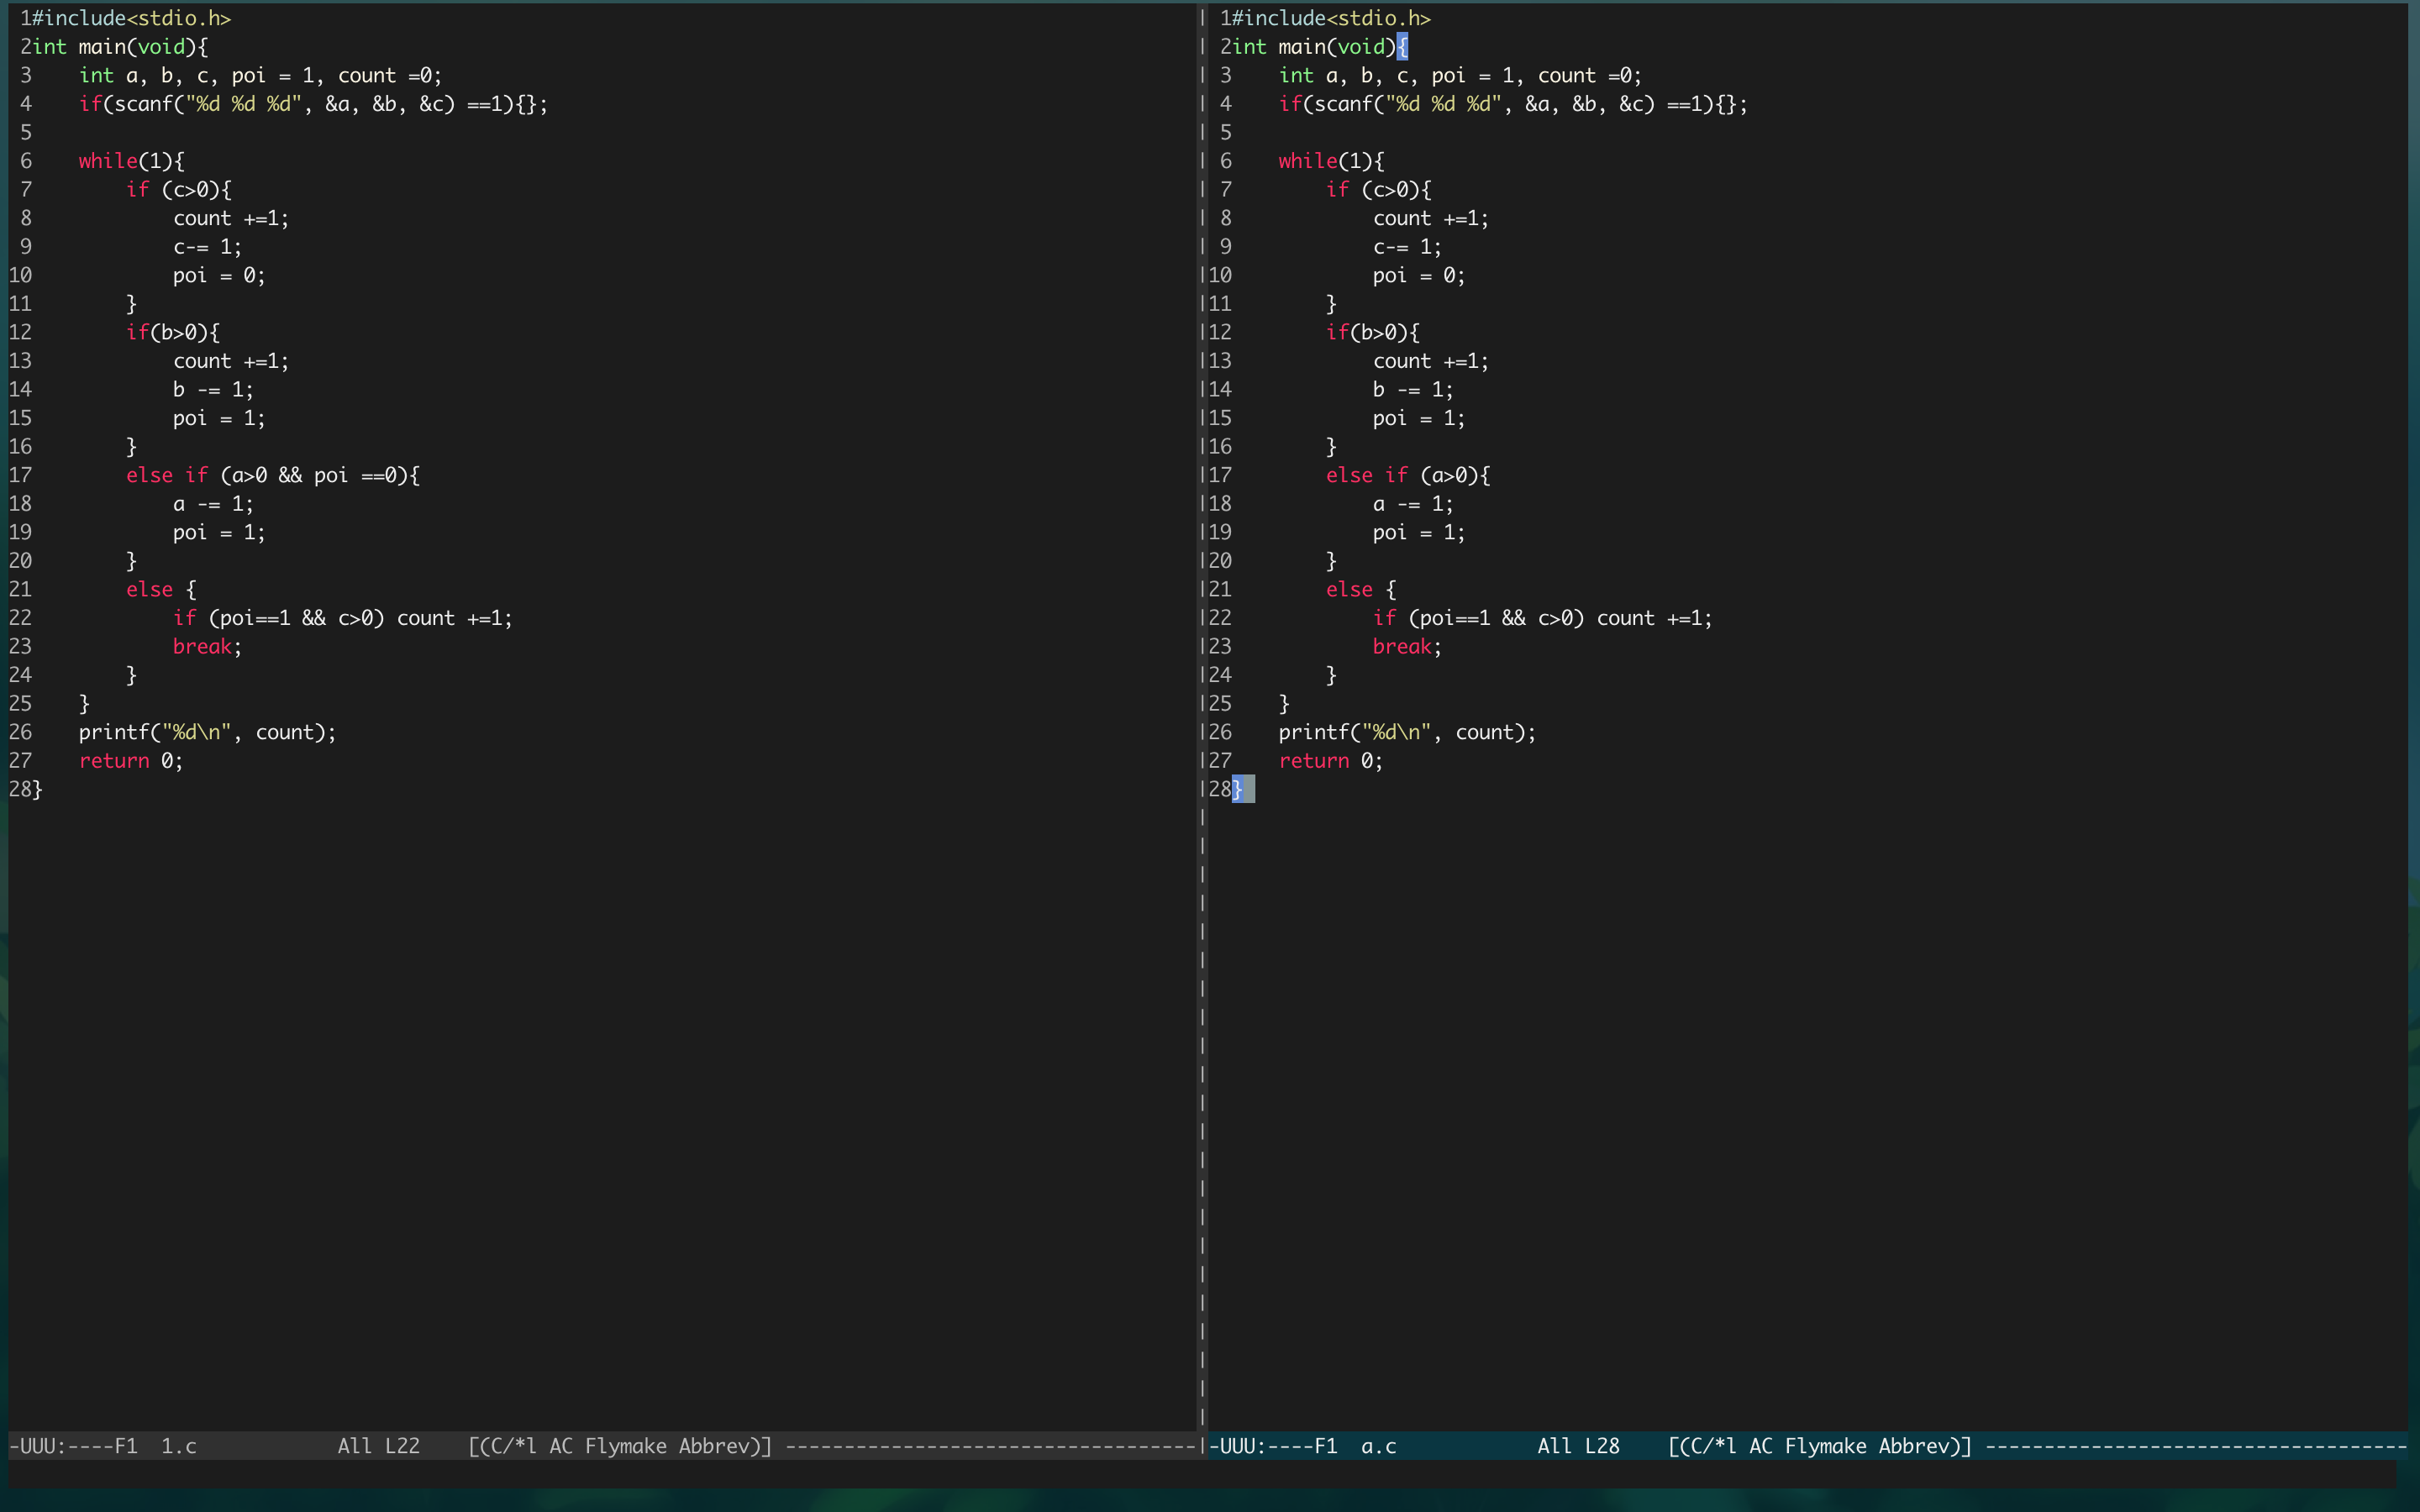 1#include<stdio.h>
2int main(void){
3    int a, b, c, poi = 1, count =0;
4    if(scanf("%d %d %d", &a, &b, &c) ==1){};
5
6    while(1){
7        if (c>0){
8            count +=1;
9            c-= 1;
10            poi = 0;
11        }
12        if(b>0){
13            count +=1;
14            b -= 1;
15            poi = 1;
16        }
17        else if (a>0 && poi ==0){
18            a -= 1;
19            poi = 1;
20        }
21        else {
22            if (poi==1 && c>0) count +=1;
23            break;
24        }
25    }
26    printf("%d\n", count);
27    return 0;
28}
-UUU:----F1  1.c            All L22    [(C/*l AC Flymake Abbrev)] -----------------------------------
1#include<stdio.h>
2int main(void){
3    int a, b, c, poi = 1, count =0;
4    if(scanf("%d %d %d", &a, &b, &c) ==1){};
5
6    while(1){
7        if (c>0){
8            count +=1;
9            c-= 1;
10            poi = 0;
11        }
12        if(b>0){
13            count +=1;
14            b -= 1;
15            poi = 1;
16        }
17        else if (a>0){
18            a -= 1;
19            poi = 1;
20        }
21        else {
22            if (poi==1 && c>0) count +=1;
23            break;
24        }
25    }
26    printf("%d\n", count);
27    return 0;
28}
-UUU:----F1  a.c            All L28    [(C/*l AC Flymake Abbrev)] ------------------------------------